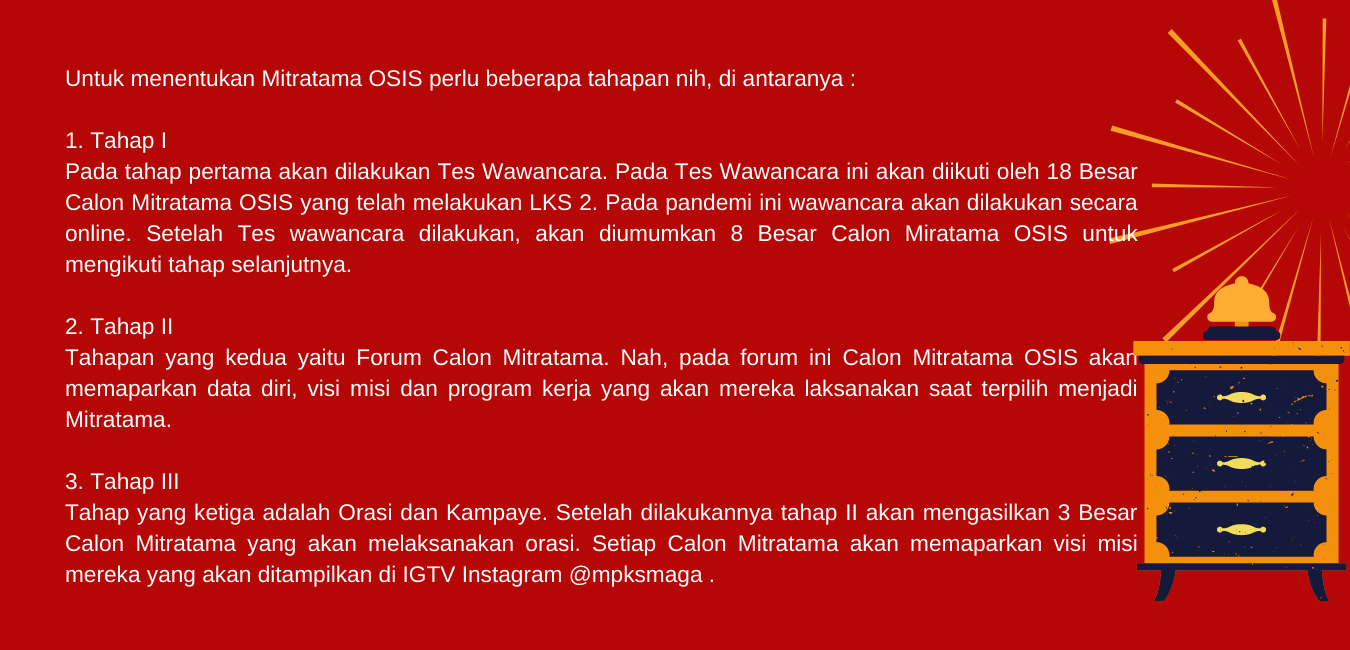 Untuk menentukan Mitratama OSIS perlu beberapa tahapan nih, di antaranya :
1. Tahap I
Pada tahap pertama akan dilakukan Tes Wawancara. Pada Tes Wawancara ini akan diikuti oleh 18 Besar
Calon Mitratama OSIS yang telah melakukan LKS 2. Pada pandemi ini wawancara akan dilakukan secara
online. Setelah Tes wawancara dilakukan, akan diumumkan 8 Besar Calon Miratama OSIS untuk
mengikuti tahap selanjutnya.
2. Tahap II
Tahapan yang kedua yaitu Forum Calon Mitratama. Nah, pada forum ini Calon Mitratama OSIS akan
memaparkan data diri, visi misi dan program kerja yang akan mereka laksanakan saat terpilih menjadi
Mitratama.
3. Tahap III
Tahap yang ketiga adalah Orasi dan Kampaye. Setelah dilakukannya tahap II akan mengasilkan 3 Besar
Calon Mitratama yang akan melaksanakan orasi. Setiap Calon Mitratama akan memaparkan visi misi
mereka yang akan ditampilkan di IGTV Instagram @mpksmaga .